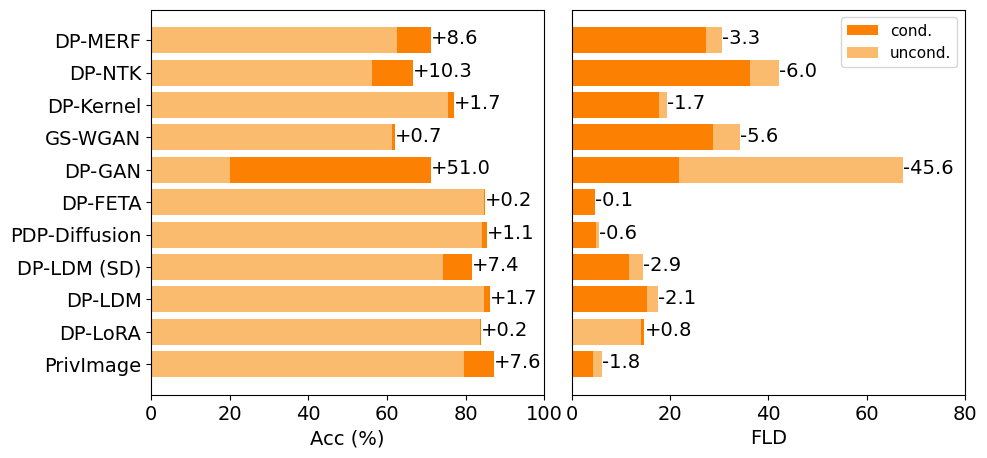 DP-MERF
DP-NTK
DP-Kernel
GS-WGAN
DP-GAN
DP-FETA
PDP-Diffusion
DP-LDM (SD)
DP-LDM
DP-LoRA
PrivImage
+8.6
+10.3
+1.7
+0.7
+51.0
+0.2
+1.1
+7.4
+1.7
+0.2
+7.6
0 20 40 60 80 100
Acc (%)
cond.
uncond.
-3.3
-6.0
-1.7
-5.6
-45.6
-0.1
-0.6
-2.9
-2.1
+0.8
-1.8
0 20 40 60 80
FLD